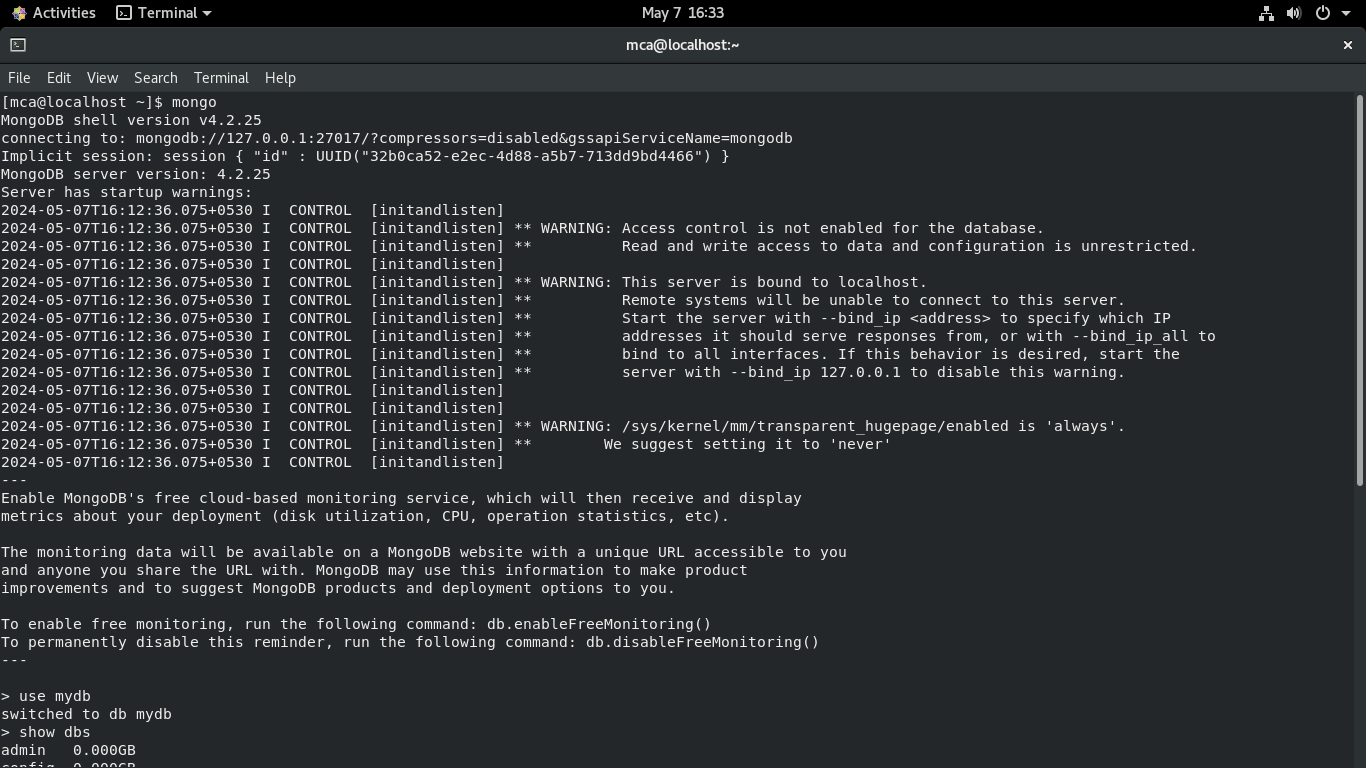 Activities Terminal May 7 16:33
mca@localhost:~
File Edit View Search Terminal Help
[mca@localhost ~]$ mongo
MongoDB shell version v4.2.25
connecting to: mongodb://127.0.0.1:27017/?compressors=disabled&gssapiServiceName=mongodb
Implicit session: session { "id" : UUID("32b0ca52-e2ec-4d88-a5b7-713dd9bd4466") }
MongoDB server version: 4.2.25
Server has startup warnings:
2024-05-07T16:12:36.075+0530 I  CONTROL  [initandlisten]
2024-05-07T16:12:36.075+0530 I  CONTROL  [initandlisten] ** WARNING: Access control is not enabled for the database.
2024-05-07T16:12:36.075+0530 I  CONTROL  [initandlisten] **          Read and write access to data and configuration is unrestricted.
2024-05-07T16:12:36.075+0530 I  CONTROL  [initandlisten]
2024-05-07T16:12:36.075+0530 I  CONTROL  [initandlisten] ** WARNING: This server is bound to localhost.
2024-05-07T16:12:36.075+0530 I  CONTROL  [initandlisten] **          Remote systems will be unable to connect to this server.
2024-05-07T16:12:36.075+0530 I  CONTROL  [initandlisten] **          Start the server with --bind_ip <address> to specify which IP
2024-05-07T16:12:36.075+0530 I  CONTROL  [initandlisten] **          addresses it should serve responses from, or with --bind_ip_all to
2024-05-07T16:12:36.075+0530 I  CONTROL  [initandlisten] **          bind to all interfaces. If this behavior is desired, start the
2024-05-07T16:12:36.075+0530 I  CONTROL  [initandlisten] **          server with --bind_ip 127.0.0.1 to disable this warning.
2024-05-07T16:12:36.075+0530 I  CONTROL  [initandlisten]
2024-05-07T16:12:36.075+0530 I  CONTROL  [initandlisten]
2024-05-07T16:12:36.075+0530 I  CONTROL  [initandlisten] ** WARNING: /sys/kernel/mm/transparent_hugepage/enabled is 'always'.
2024-05-07T16:12:36.075+0530 I  CONTROL  [initandlisten] **        We suggest setting it to 'never'
2024-05-07T16:12:36.075+0530 I  CONTROL  [initandlisten]
---
Enable MongoDB's free cloud-based monitoring service, which will then receive and display
metrics about your deployment (disk utilization, CPU, operation statistics, etc).
The monitoring data will be available on a MongoDB website with a unique URL accessible to you
and anyone you share the URL with. MongoDB may use this information to make product
improvements and to suggest MongoDB products and deployment options to you.
To enable free monitoring, run the following command: db.enableFreeMonitoring()
To permanently disable this reminder, run the following command: db.disableFreeMonitoring()
---
> use mydb
switched to db mydb
> show dbs
admin   0.000GB
config  0.000GB